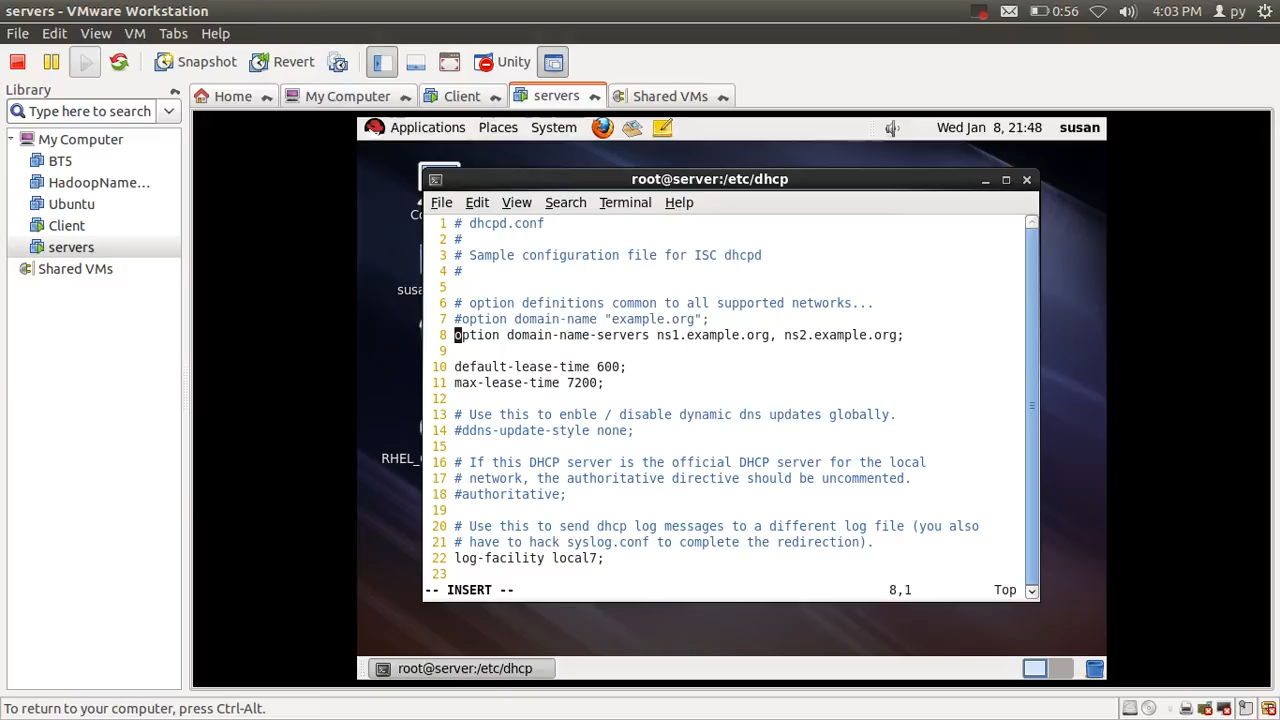 servers - VMware Workstation
0:56
4:03 PM
py
File Edit View VM Tabs Help
Snapshot
Revert
Unity
Library
Type here to search
My Computer
BT5
HadoopName...
Ubuntu
Client
servers
Shared VMs
Home
My Computer
Client
servers
Shared VMs
Applications Places System
Wed Jan 8, 21:48
susan
root@server:/etc/dhcp
File Edit View Search Terminal Help
1 # dhcpd.conf
2 #
3 # Sample configuration file for ISC dhcpd
4 #
5
6 # option definitions common to all supported networks...
7 #option domain-name "example.org";
8 option domain-name-servers ns1.example.org, ns2.example.org;
9
10 default-lease-time 600;
11 max-lease-time 7200;
12
13 # Use this to enble / disable dynamic dns updates globally.
14 #ddns-update-style none;
15
16 # If this DHCP server is the official DHCP server for the local
17 # network, the authoritative directive should be uncommented.
18 #authoritative;
19
20 # Use this to send dhcp log messages to a different log file (you also
21 # have to hack syslog.conf to complete the redirection).
22 log-facility local7;
23
-- INSERT --
8,1
Top
Co
susa
RHEL_
root@server:/etc/dhcp
To return to your computer, press Ctrl-Alt.